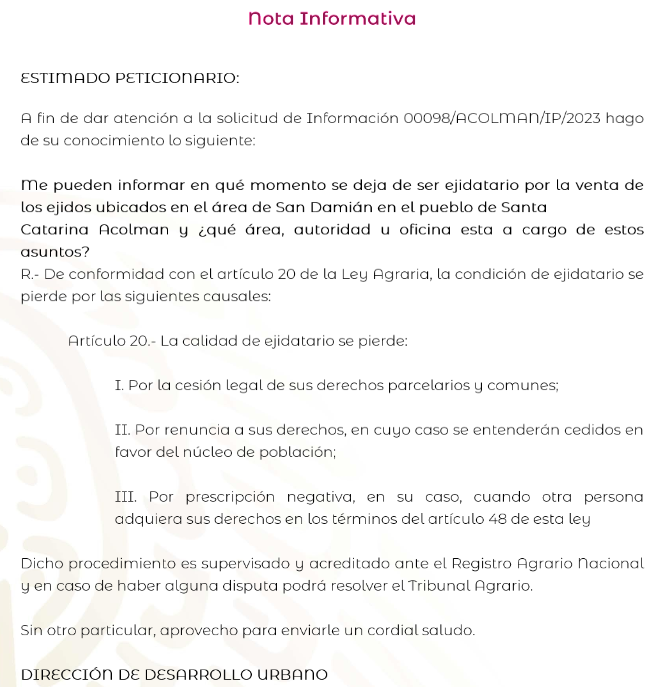 Nota Informativa
ESTIMADO PETICIONARIO:
A fin de dar atención a la solicitud de Información 00098/ACOLMAN/IP/2023 hago
de su conocimiento lo siguiente:
Me pueden informar en qué momento se deja de ser ejidatario por la venta de
los ejidos ubicados en el área de San Damián en el pueblo de Santa
Catarina Acolman y ¿qué área, autoridad u oficina esta a cargo de estos
asuntos?
R.- De conformidad con el artículo 20 de la Ley Agraria, la condición de ejidatario se
pierde por las siguientes causales:
Artículo 20.- La calidad de ejidatario se pierde:
I. Por la cesión legal de sus derechos parcelarios y comunes;
II. Por renuncia a sus derechos, en cuyo caso se entenderán cedidos en
favor del núcleo de población;
III. Por prescripción negativa, en su caso, cuando otra persona
adquiera sus derechos en los términos del artículo 48 de esta ley
Dicho procedimiento es supervisado y acreditado ante el Registro Agrario Nacional
y en caso de haber alguna disputa podrá resolver el Tribunal Agrario.
Sin otro particular, aprovecho para enviarle un cordial saludo.
DIRECCIÓN DE DESARROLLO URBANO